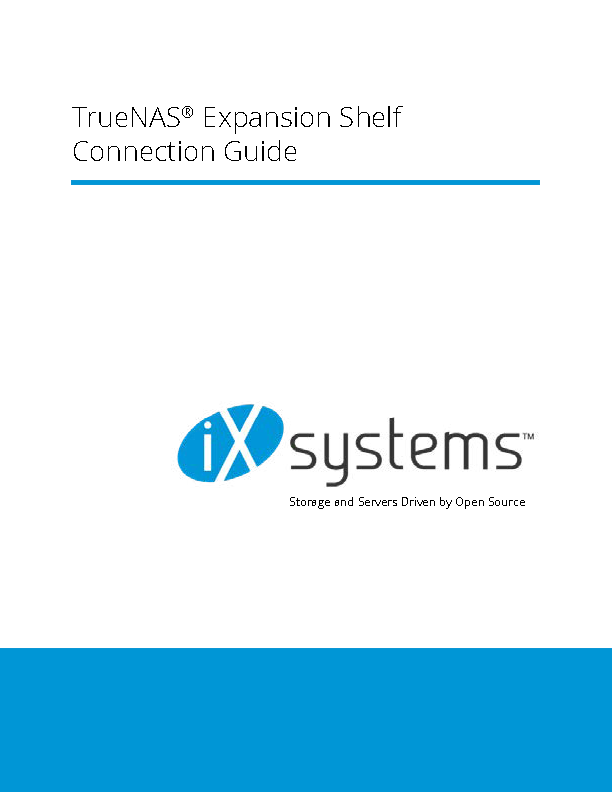 TrueNAS® Expansion Shelf
Connection Guide
iX systems™
Storage and Servers Driven by Open Source